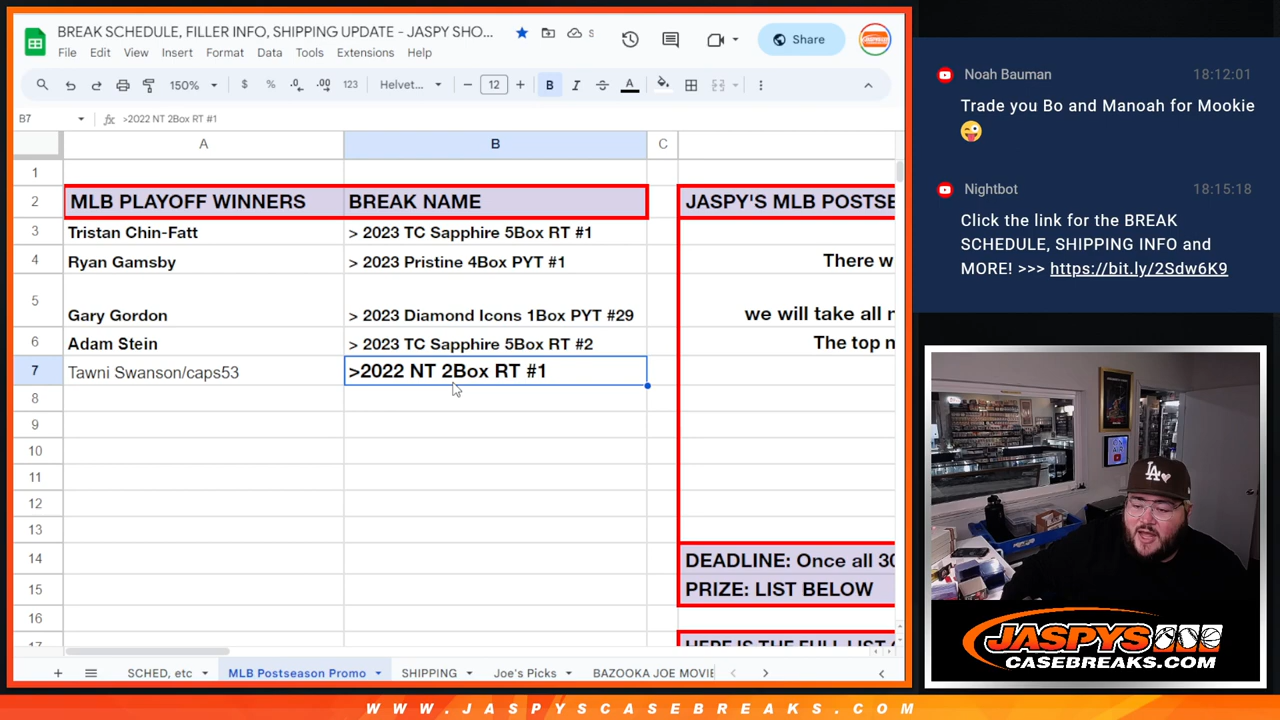 BREAK SCHEDULE, FILLER INFO, SHIPPING UPDATE - JASPY SHO...
File Edit View Insert Format Data Tools Extensions Help
Share
150% $ % .0 .00 123 Helvet... 12 B I S A
B7 fx >2022 NT 2Box RT #1
A B C
1
2 MLB PLAYOFF WINNERS BREAK NAME JASPY'S MLB POSTSE
3 Tristan Chin-Fatt > 2023 TC Sapphire 5Box RT #1
4 Ryan Gamsby > 2023 Pristine 4Box PYT #1 There w
5 Gary Gordon > 2023 Diamond Icons 1Box PYT #29 we will take all
6 Adam Stein > 2023 TC Sapphire 5Box RT #2 The top
7 Tawni Swanson/caps53 >2022 NT 2Box RT #1
8
9
10
11
12
13
14 DEADLINE: Once all 30
15 PRIZE: LIST BELOW
16
17
SCHED, etc MLB Postseason Promo SHIPPING Joe's Picks BAZOOKA JOE MOVIE
Noah Bauman 18:12:01
Trade you Bo and Manoah for Mookie
Nightbot 18:15:18
Click the link for the BREAK
SCHEDULE, SHIPPING INFO and
MORE! >>> https://bit.ly/2Sdw6K9
LA
JASPYS
CASEBREAKS.COM
WWW.JASPYSCASEBREAKS.COM